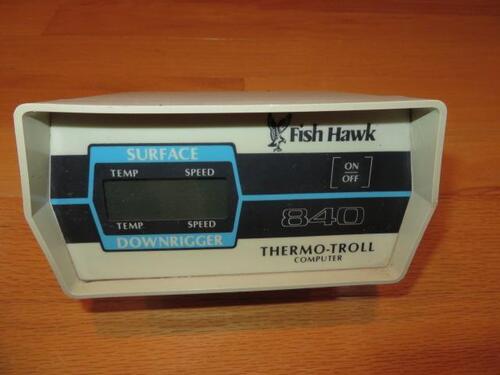 Fish Hawk
SURFACE
TEMP SPEED
ON
OFF
TEMP SPEED
840
DOWNRIGGER
THERMO-TROLL
COMPUTER